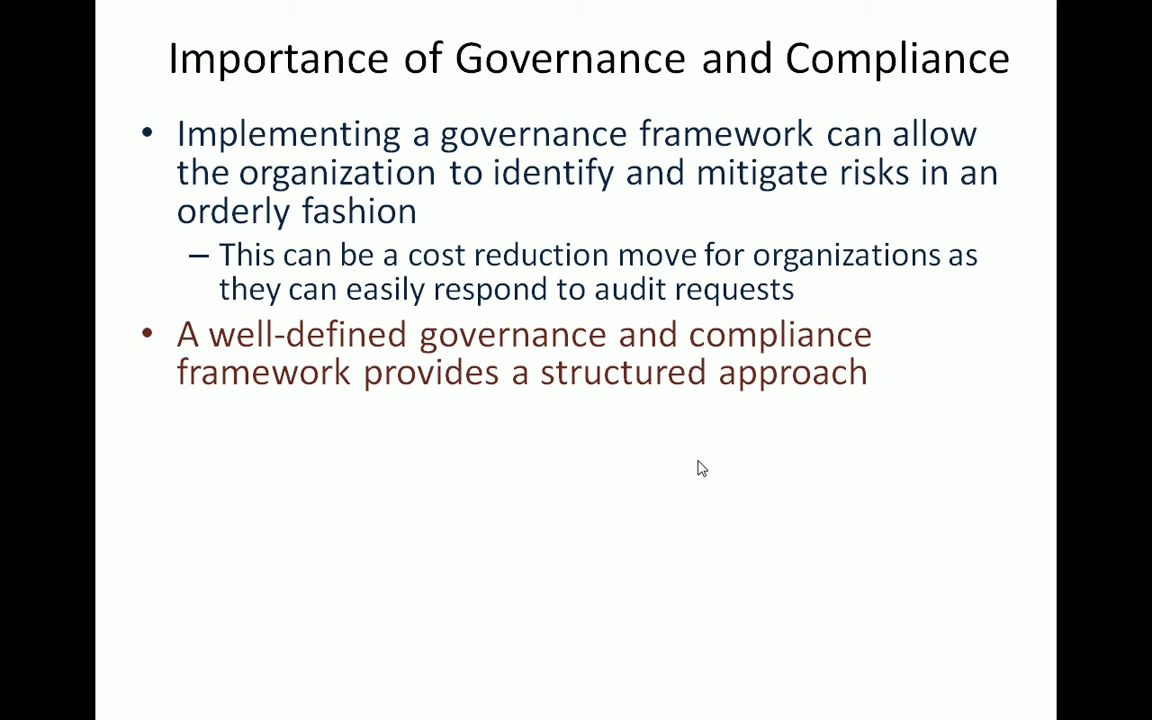 Importance of Governance and Compliance
• Implementing a governance framework can allow
the organization to identify and mitigate risks in an
orderly fashion
– This can be a cost reduction move for organizations as
they can easily respond to audit requests
• A well-defined governance and compliance
framework provides a structured approach